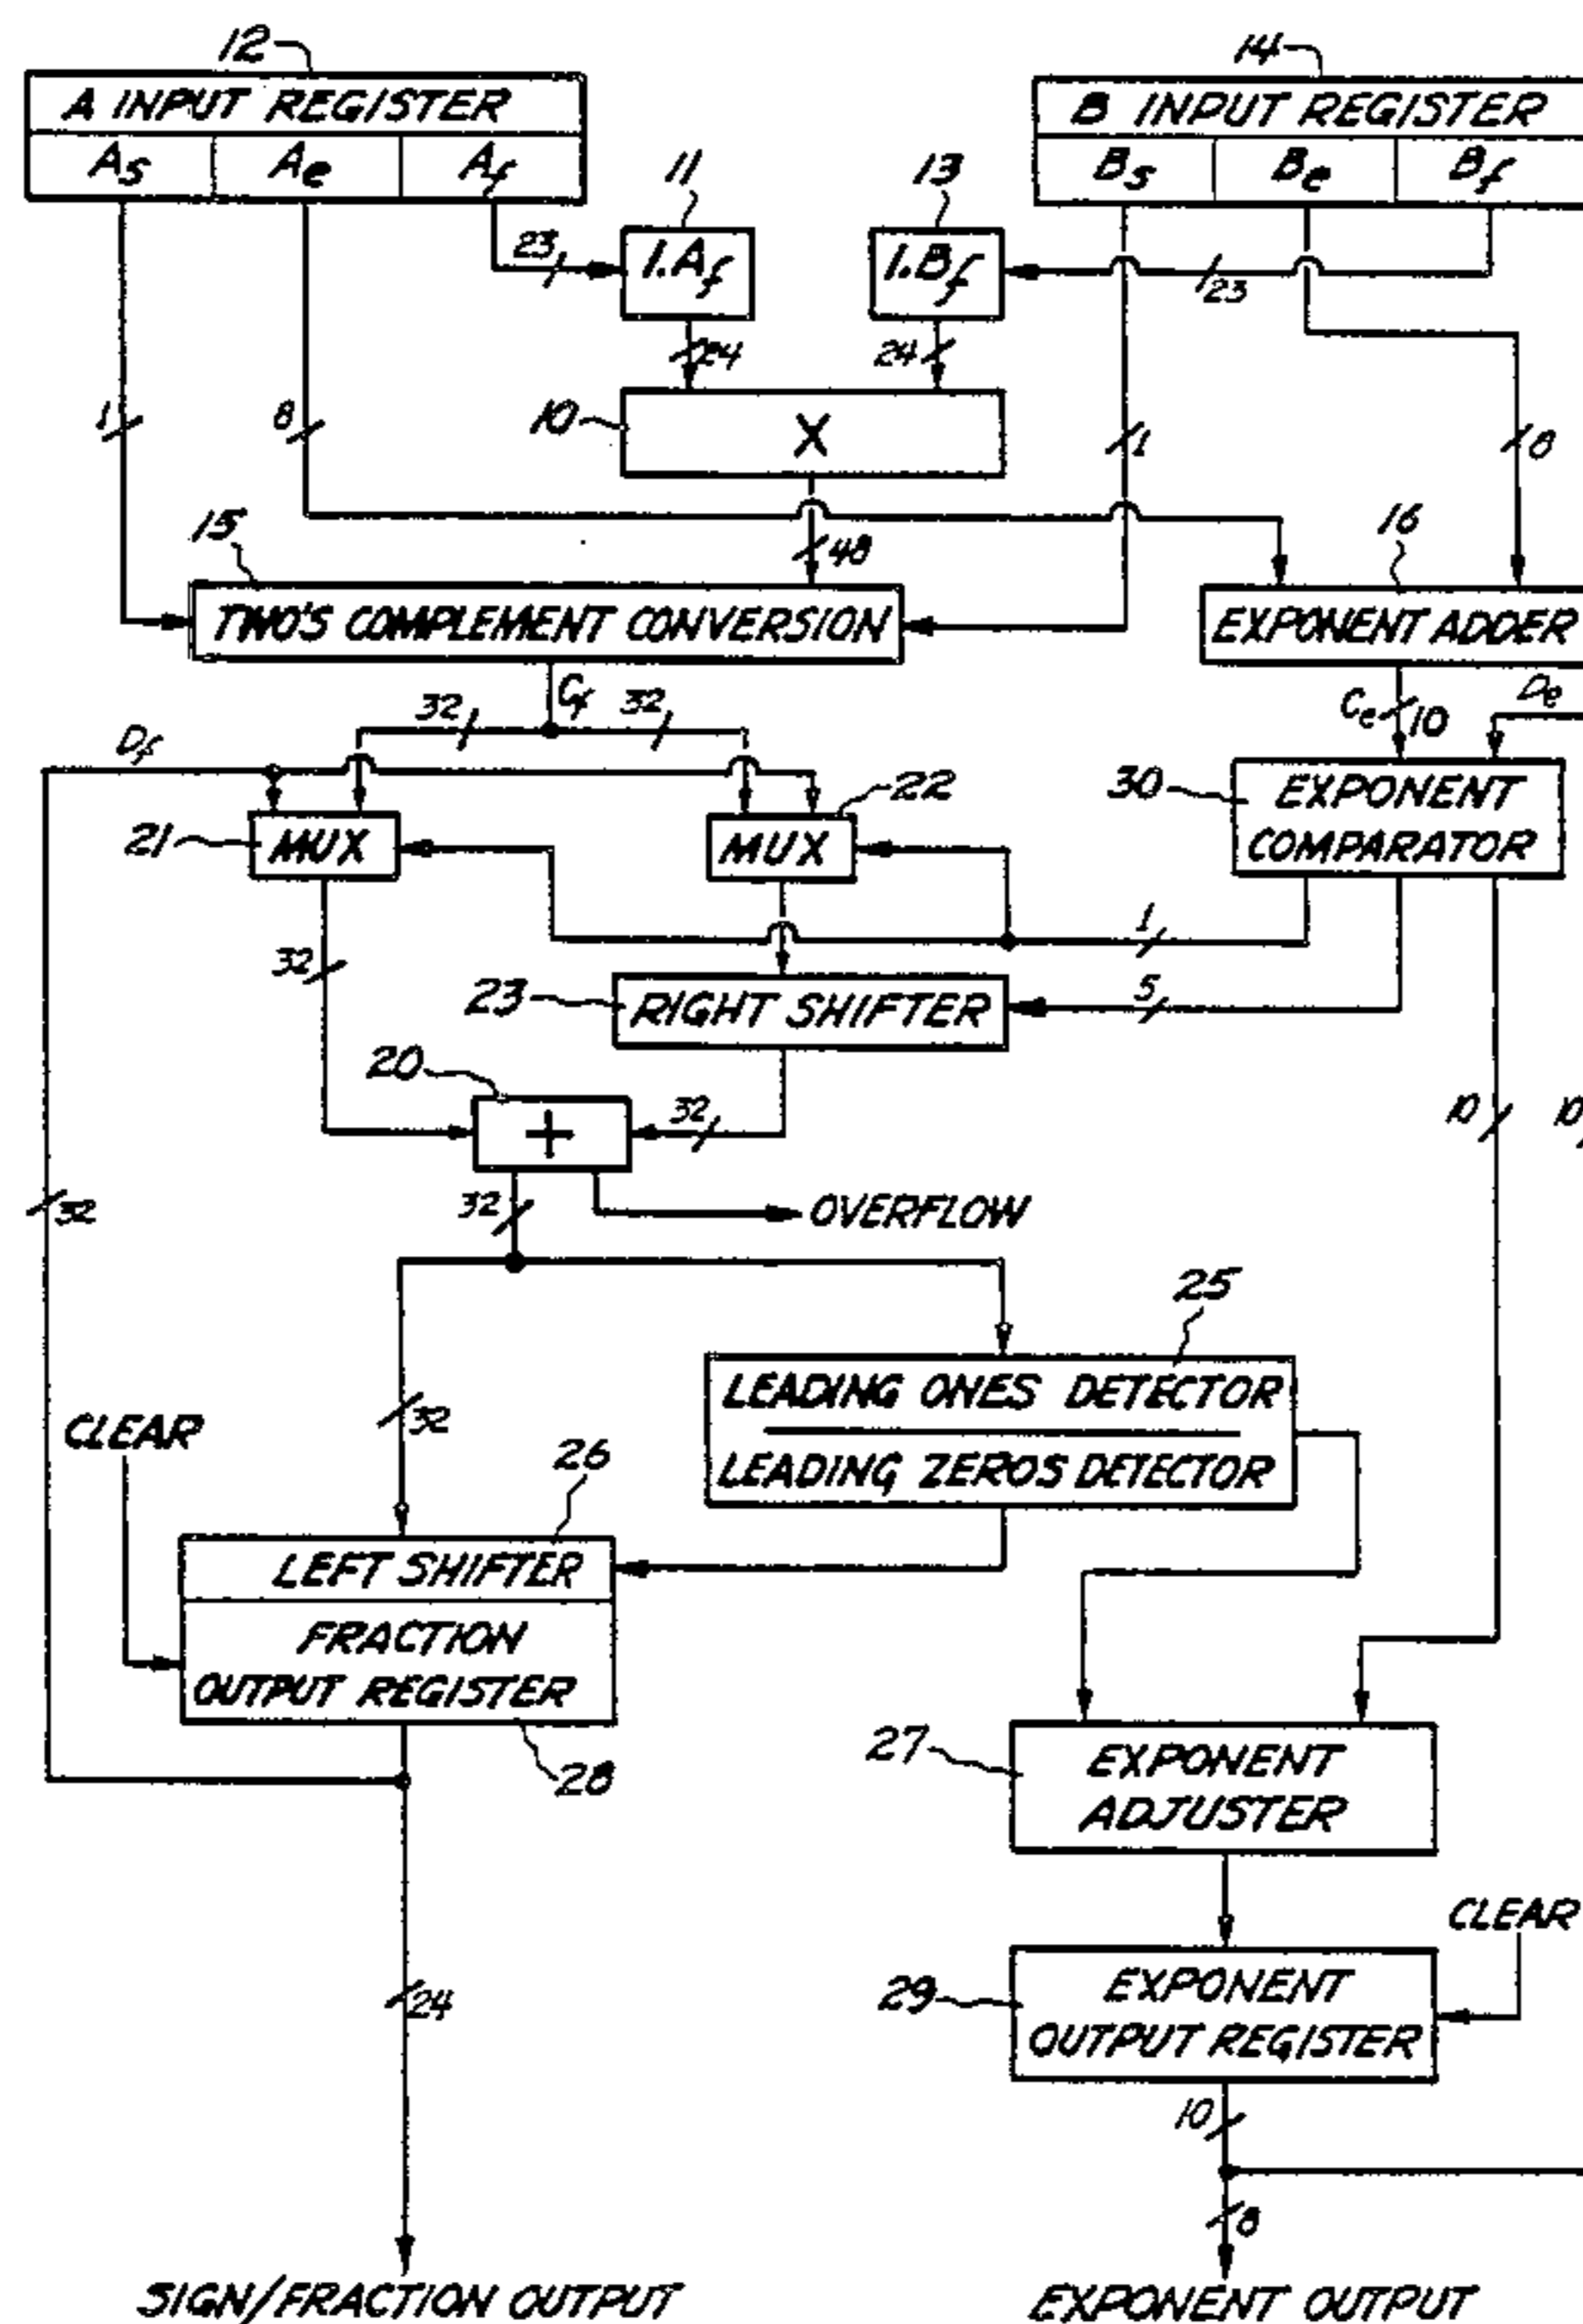 12
14
A INPUT REGISTER
B INPUT REGISTER
As Ae Af
Bs Be Bf
11
13
23
1.Af
1.Bf
23
24
24
1
8
10
X
1
8
15
48
16
TWO'S COMPLEMENT CONVERSION
EXPONENT ADDER
32
Cf
32
Ce
10
De
Df
21
MUX
22
MUX
30
EXPONENT
COMPARATOR
32
1
23
RIGHT SHIFTER
5
20
+
32
10
10
32
32
OVERFLOW
25
LEADING ONES DETECTOR
LEADING ZEROS DETECTOR
32
CLEAR
26
LEFT SHIFTER
FRACTION
OUTPUT REGISTER
28
27
EXPONENT
ADJUSTER
CLEAR
24
29
EXPONENT
OUTPUT REGISTER
10
8
SIGN/FRACTION OUTPUT
EXPONENT OUTPUT